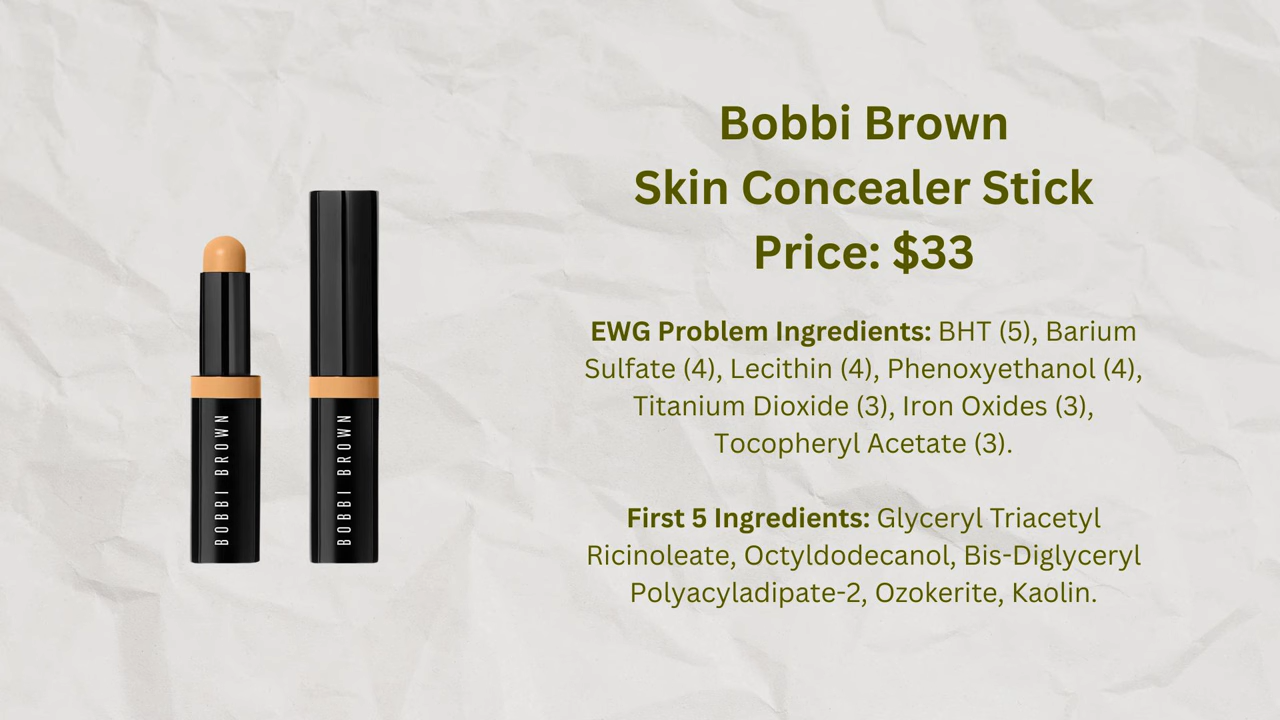 Bobbi Brown
Skin Concealer Stick
Price: $33
EWG Problem Ingredients: BHT (5), Barium
Sulfate (4), Lecithin (4), Phenoxyethanol (4),
Titanium Dioxide (3), Iron Oxides (3),
Tocopheryl Acetate (3).
First 5 Ingredients: Glyceryl Triacetyl
Ricinoleate, Octyldodecanol, Bis-Diglyceryl
Polyacyladipate-2, Ozokerite, Kaolin.
BOBBI BROWN
BOBBI BROWN